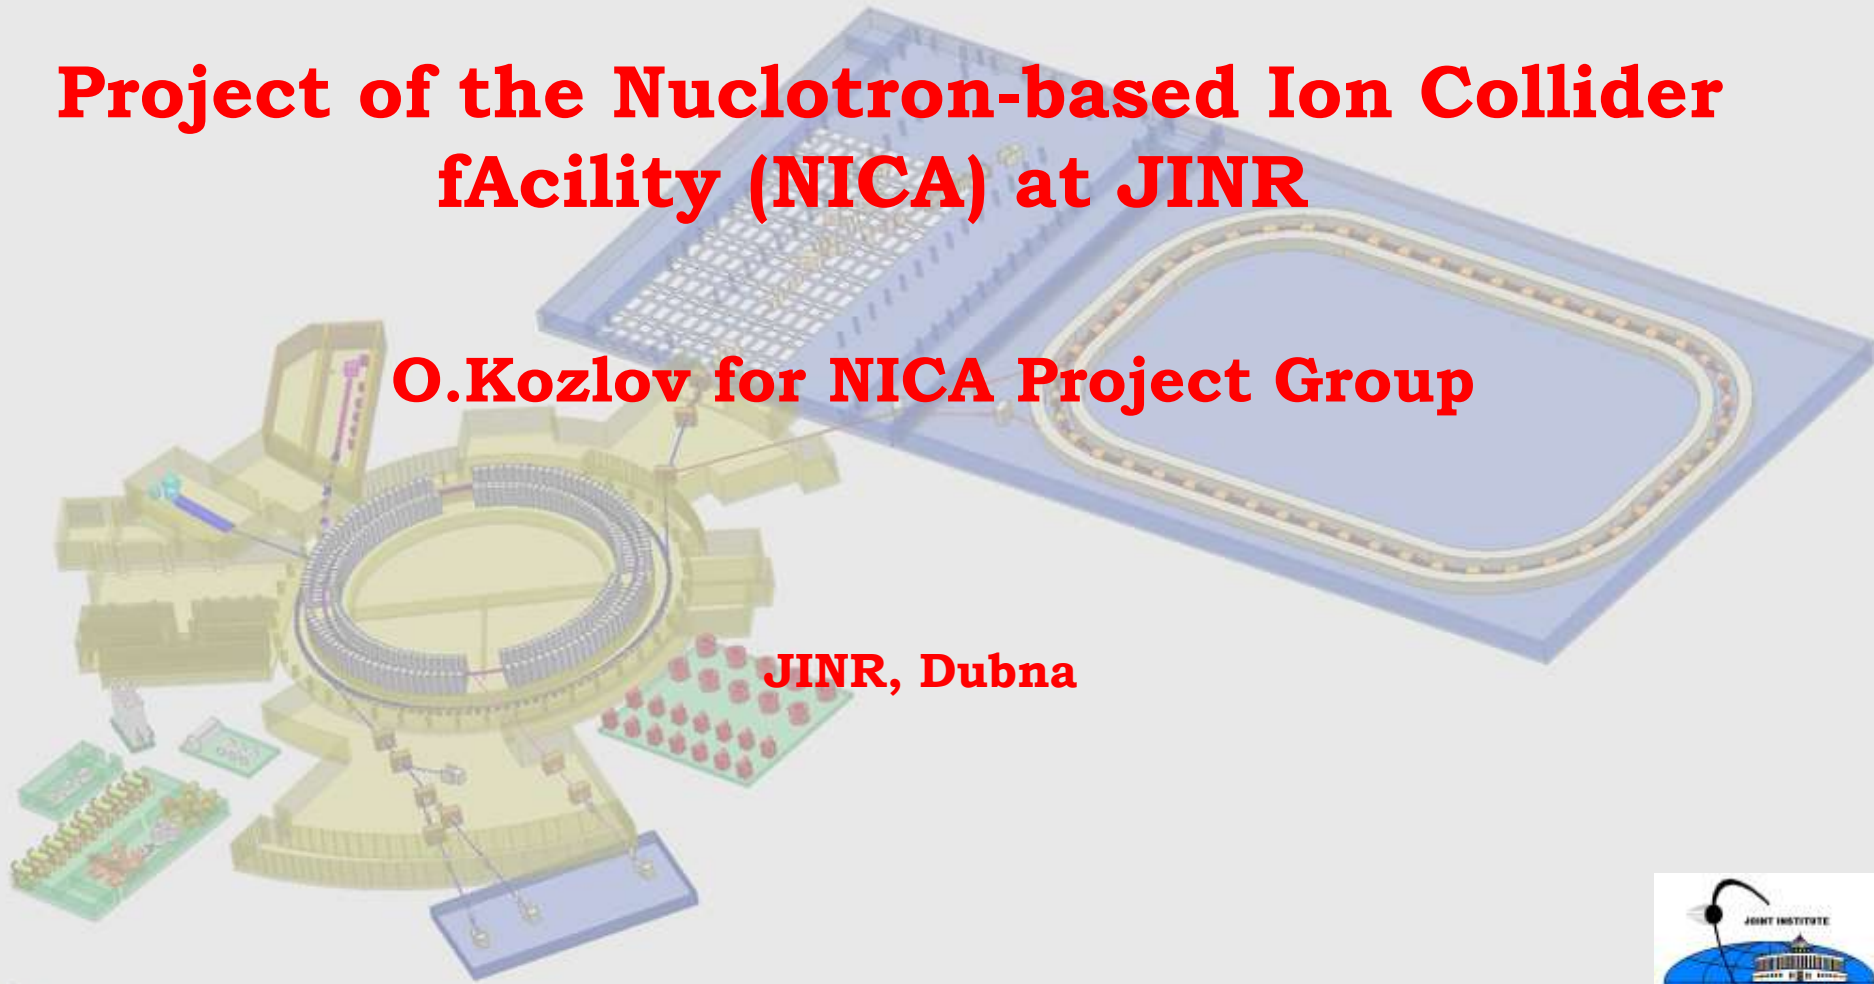 Project of the Nuclotron-based Ion Collider
fAcility (NICA) at JINR
O.Kozlov for NICA Project Group
JINR, Dubna
JOINT INSTITUTE